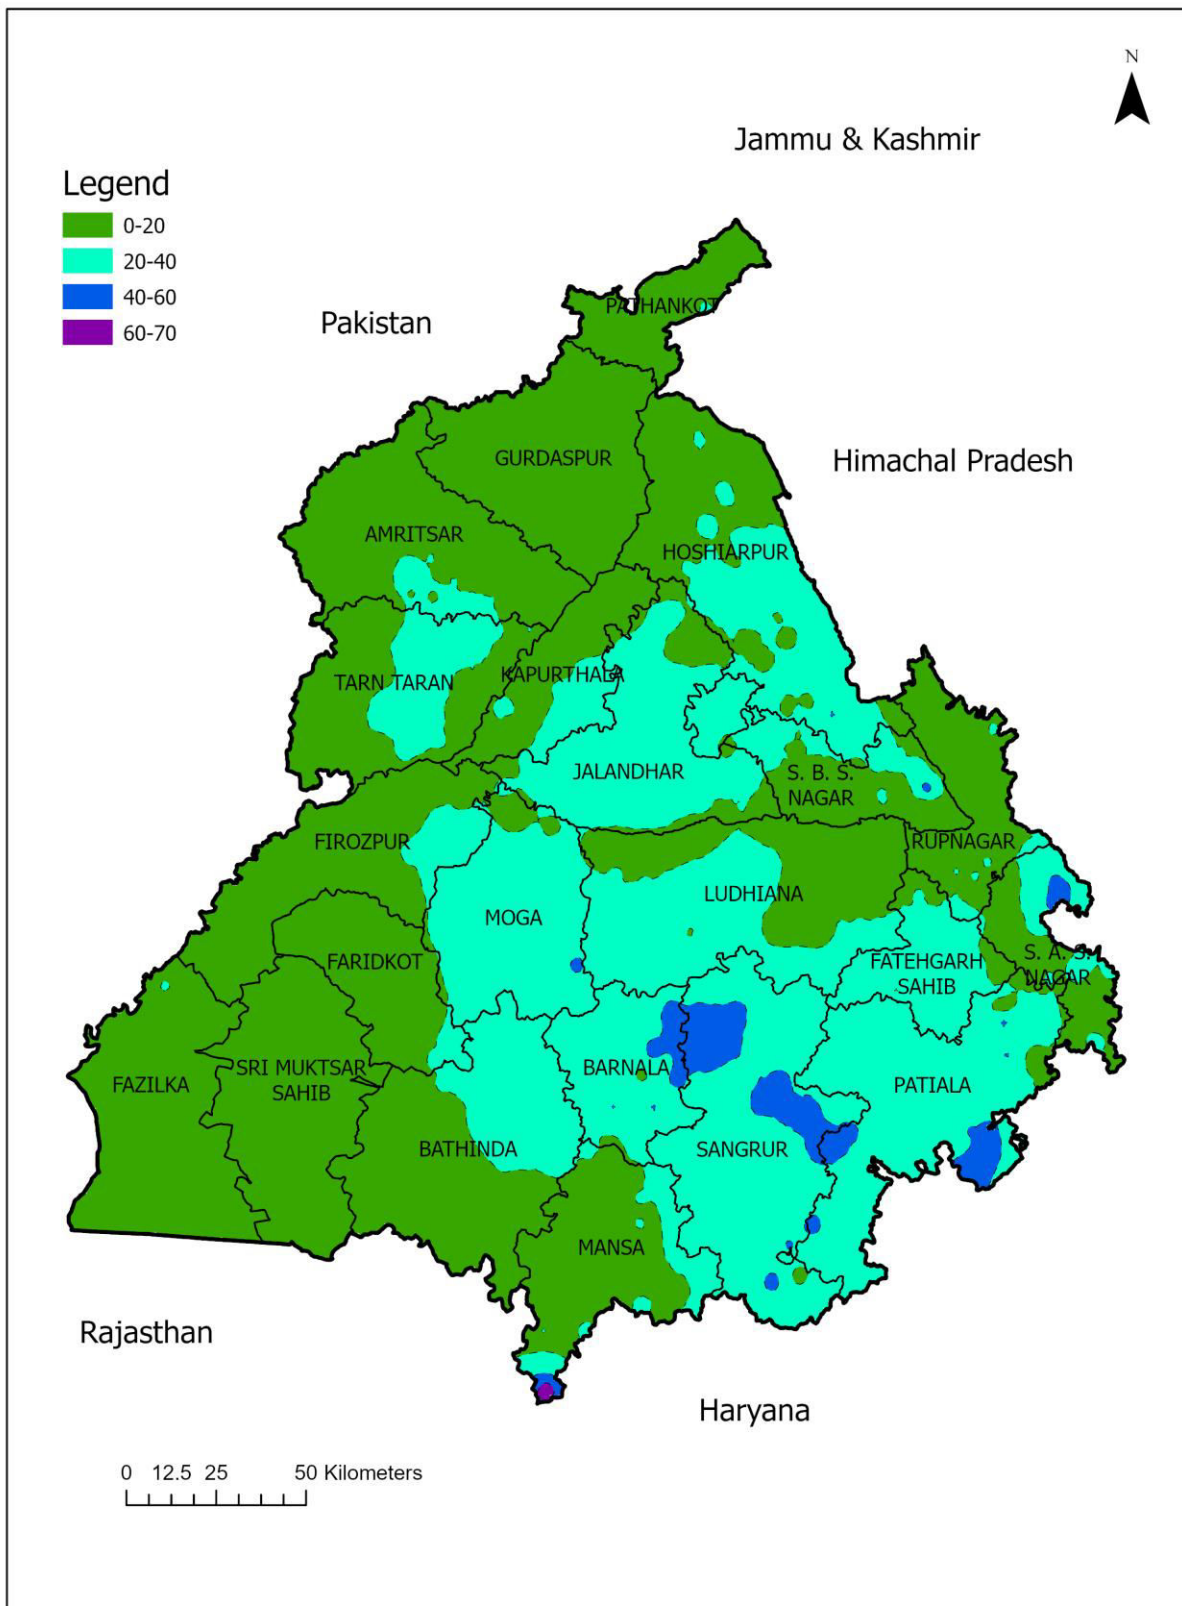 N
Jammu & Kashmir
Legend
0-20
20-40
40-60
60-70
Pakistan
PATHANKOT
GURDASPUR
Himachal Pradesh
AMRITSAR
HOSHIARPUR
TARN TARAN
KAPURTHALA
JALANDHAR
S. B. S.
NAGAR
FIROZPUR
RUPNAGAR
LUDHIANA
MOGA
FARIDKOT
FATEHGARH
SAHIB
S. A. S.
NAGAR
FAZILKA
SRI MUKTSAR
SAHIB
BARNALA
PATIALA
BATHINDA
SANGRUR
MANSA
Rajasthan
Haryana
0 12.5 25 50 Kilometers